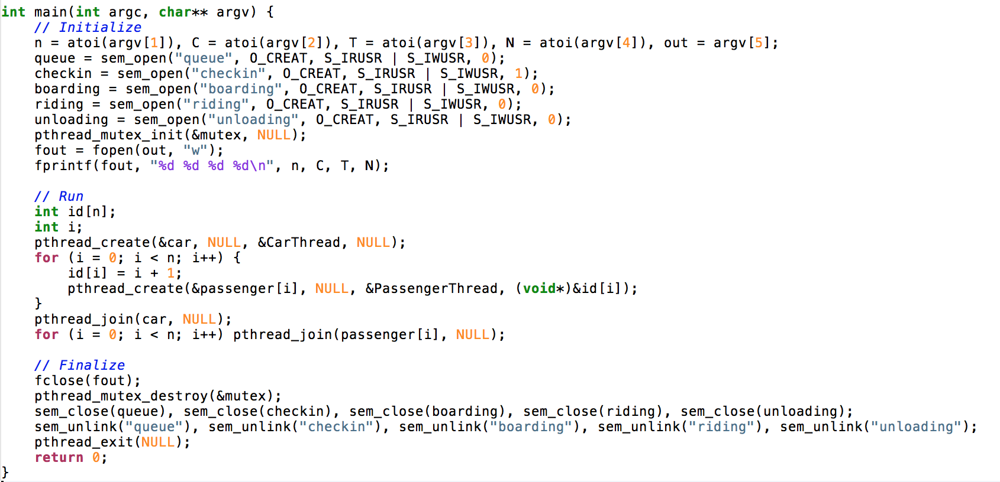 int main(int argc, char** argv) {
    // Initialize
    n = atoi(argv[1]), C = atoi(argv[2]), T = atoi(argv[3]), N = atoi(argv[4]), out = argv[5];
    queue = sem_open("queue", O_CREAT, S_IRUSR | S_IWUSR, 0);
    checkin = sem_open("checkin", O_CREAT, S_IRUSR | S_IWUSR, 1);
    boarding = sem_open("boarding", O_CREAT, S_IRUSR | S_IWUSR, 0);
    riding = sem_open("riding", O_CREAT, S_IRUSR | S_IWUSR, 0);
    unloading = sem_open("unloading", O_CREAT, S_IRUSR | S_IWUSR, 0);
    pthread_mutex_init(&mutex, NULL);
    fout = fopen(out, "w");
    fprintf(fout, "%d %d %d %d\n", n, C, T, N);

    // Run
    int id[n];
    int i;
    pthread_create(&car, NULL, &CarThread, NULL);
    for (i = 0; i < n; i++) {
        id[i] = i + 1;
        pthread_create(&passenger[i], NULL, &PassengerThread, (void*)&id[i]);
    }
    pthread_join(car, NULL);
    for (i = 0; i < n; i++) pthread_join(passenger[i], NULL);

    // Finalize
    fclose(fout);
    pthread_mutex_destroy(&mutex);
    sem_close(queue), sem_close(checkin), sem_close(boarding), sem_close(riding), sem_close(unloading);
    sem_unlink("queue"), sem_unlink("checkin"), sem_unlink("boarding"), sem_unlink("riding"), sem_unlink("unloading");
    pthread_exit(NULL);
    return 0;
}